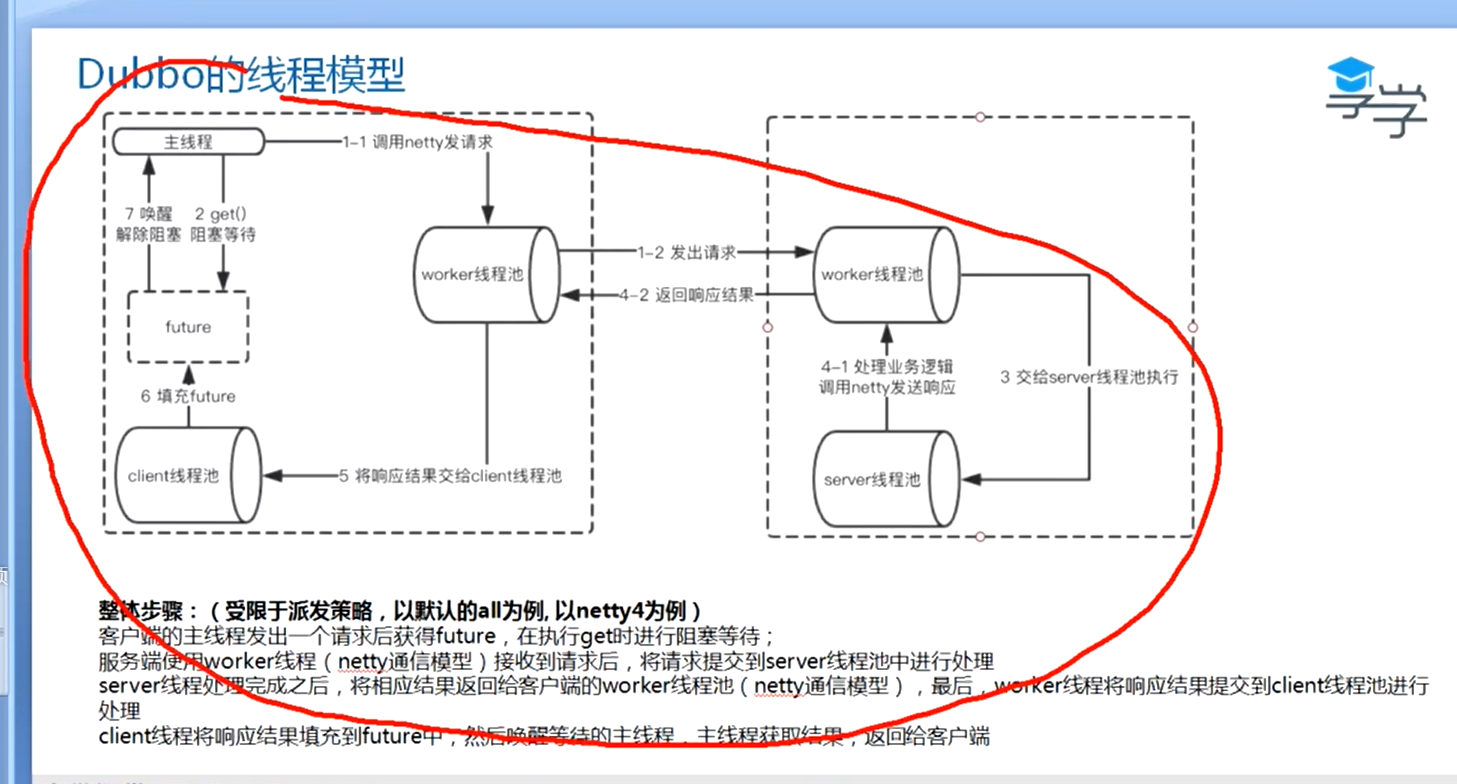 Dubbo的线程模型
享学
主线程
1-1 调用netty发请求
7 唤醒
解除阻塞
2 get()
阻塞等待
worker线程池
1-2 发出请求
worker线程池
4-2 返回响应结果
future
4-1 处理业务逻辑
调用netty发送响应
3 交给server线程池执行
6 填充future
client线程池
5 将响应结果交给client线程池
server线程池
整体步骤：（受限于派发策略，以默认的all为例, 以netty4为例）
客户端的主线程发出一个请求后获得future，在执行get时进行阻塞等待；
服务端使用worker线程（netty通信模型）接收到请求后，将请求提交到server线程池中进行处理
server线程处理完成之后，将相应结果返回给客户端的worker线程池（netty通信模型），最后，worker线程将响应结果提交到client线程池进行
处理
client线程将响应结果填充到future中，然后唤醒等待的主线程，主线程获取结果，返回给客户端